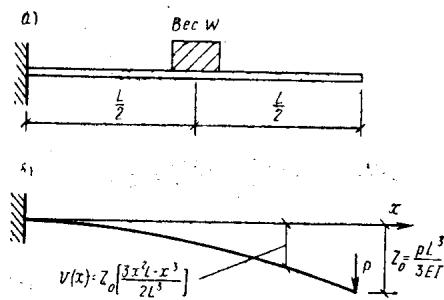 а)
Вес W
L/2
L/2
б)
x
v(x)=Z₀[(3x²L-x³)/(2L³)]
P
Z₀=pL³/3EI